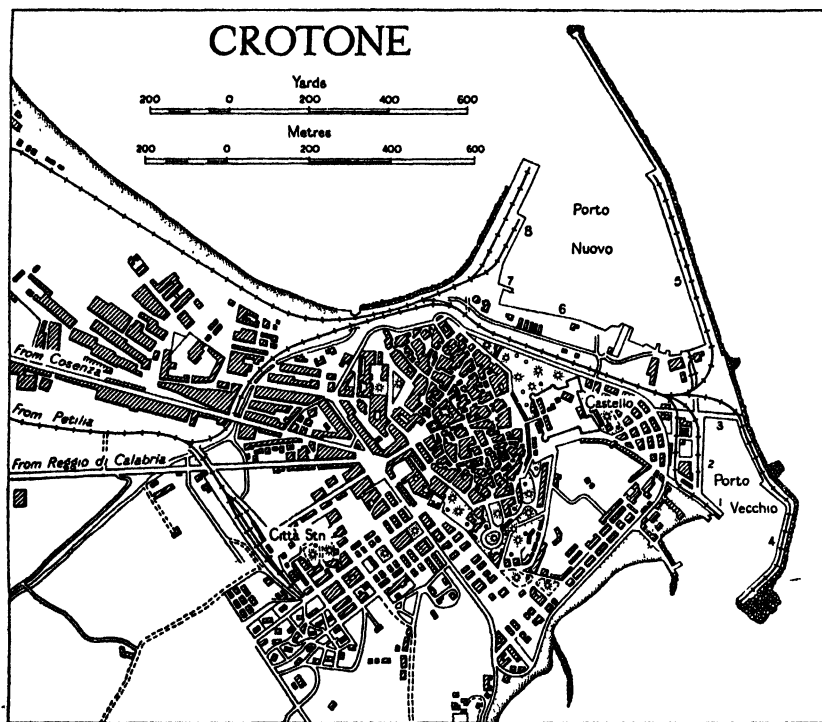 CROTONE
Yards
200 0 200 400 600
Metres
200 0 200 400 600
Porto
Nuovo
8
7
6
5
From Cosenza
Castello
From Petilia
3
From Reggio di Calabria
2
Porto
1
Vecchio
Città Stn
4